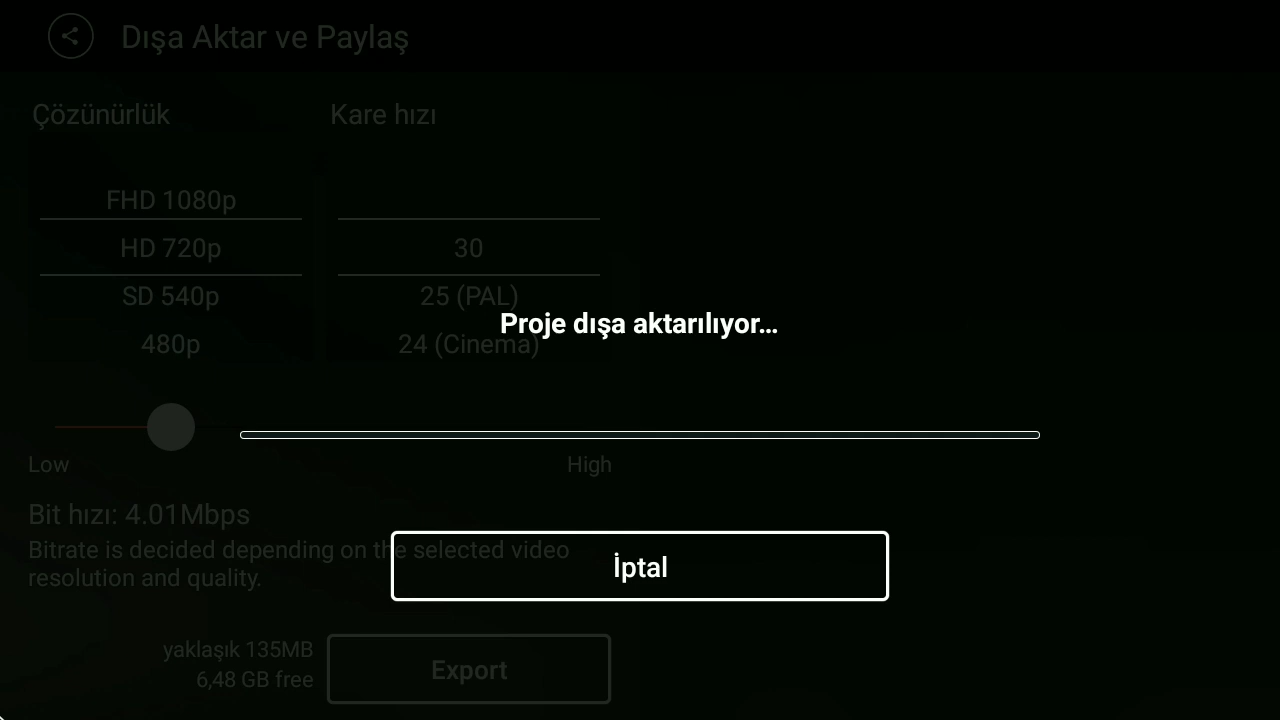 Dışa Aktar ve Paylaş
Çözünürlük
Kare hızı
FHD 1080p
HD 720p
SD 540p
480p
30
25 (PAL)
24 (Cinema)
Proje dışa aktarılıyor...
Low
High
Bit hızı: 4.01Mbps
Bitrate is decided depending on the selected video
resolution and quality.
İptal
yaklaşık 135MB
6,48 GB free
Export